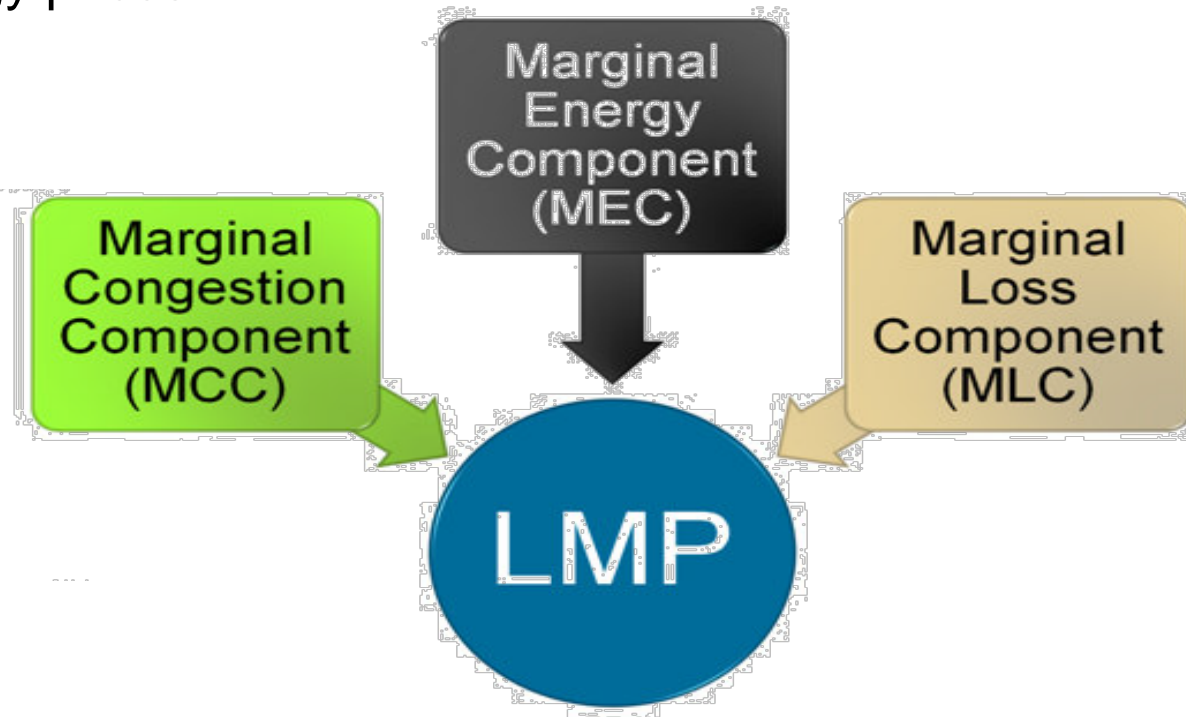 Marginal
Energy
Component
(MEC)
Marginal
Congestion
Component
(MCC)
Marginal
Loss
Component
(MLC)
LMP